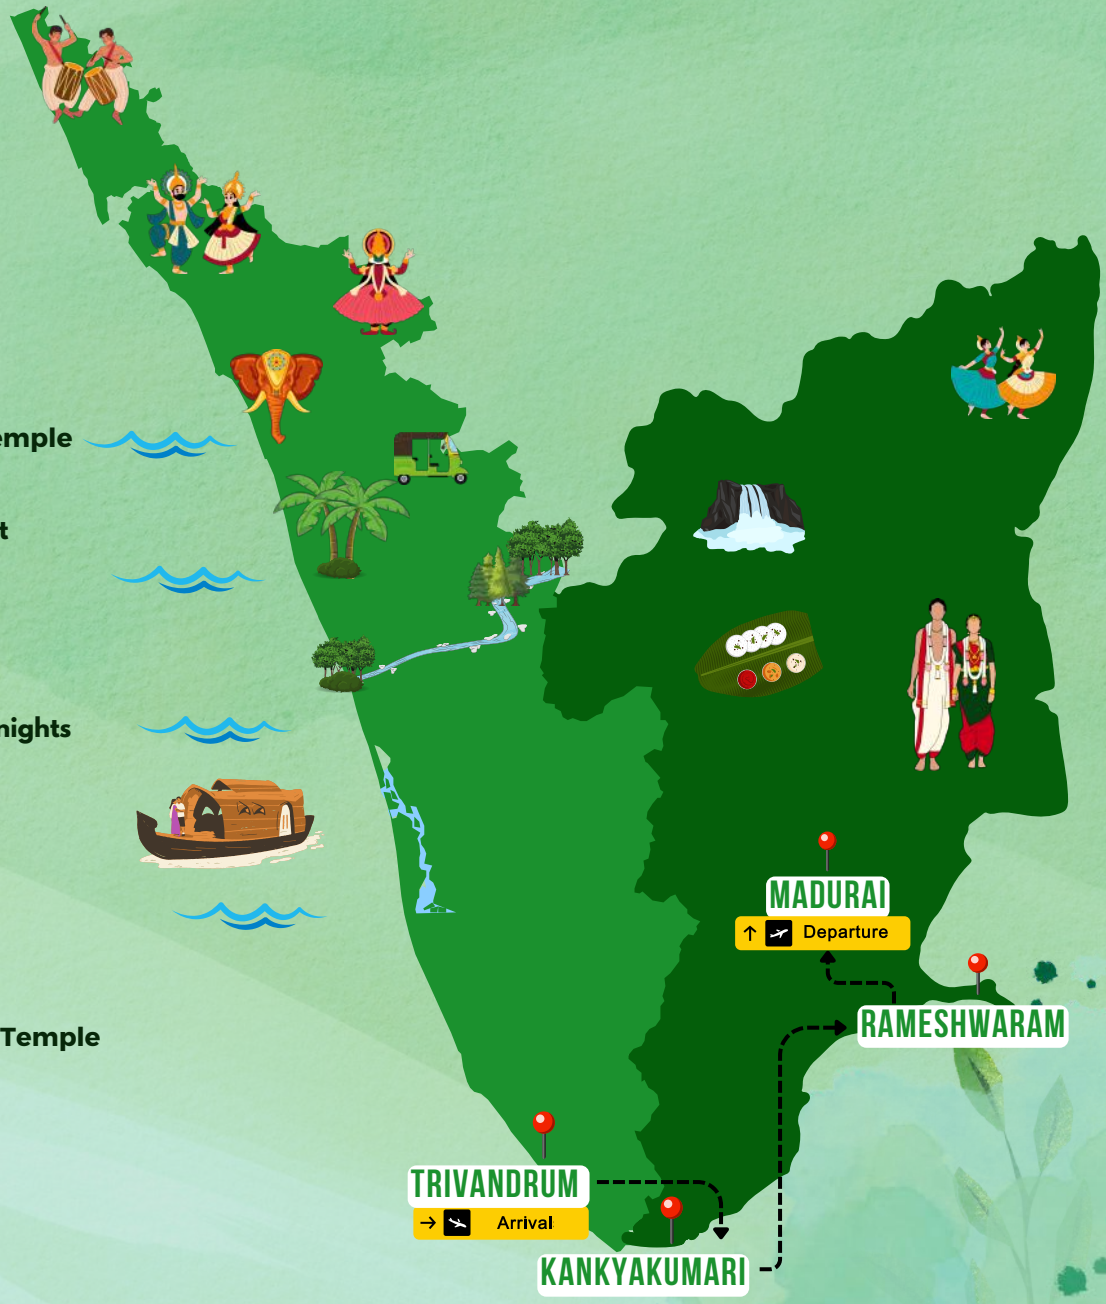 emple
t
nights
MADURAI
↑ Departure
RAMESHWARAM
Temple
TRIVANDRUM
→ Arrival
KANKYAKUMARI